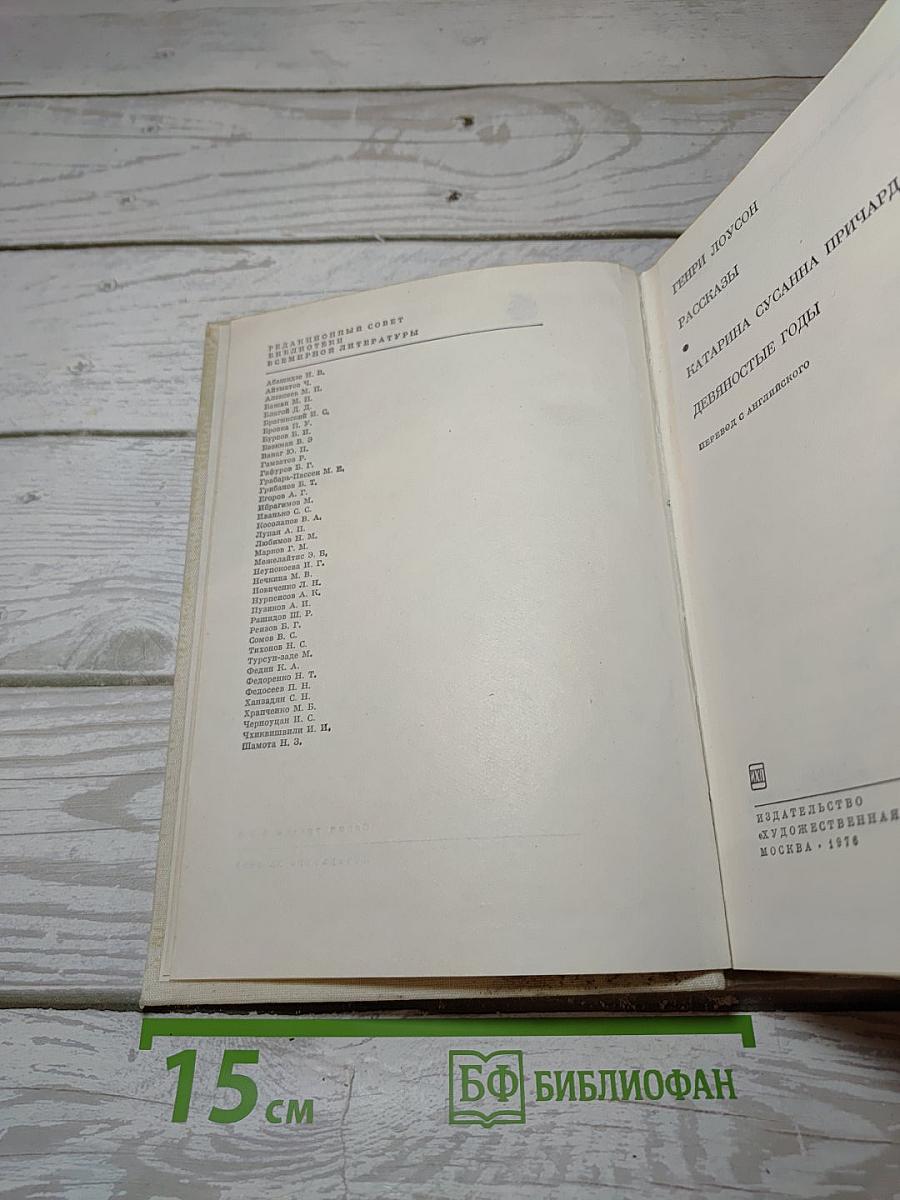 РЕДАКЦИОННЫЙ СОВЕТ
БИБЛИОТЕКИ
ВСЕМИРНОЙ ЛИТЕРАТУРЫ
Абашидзе И. В.
Айтматов Ч.
Алексеев М. П.
Бажан М. П.
Благой Д. Д.
Брагинский И. С.
Бровка П. У.
Бурсов Б. И.
Бээкман В. Э
Ванаг Ю. П.
Гамзатов Р.
Гафуров Б. Г.
Грабарь-Пассек М. Е.
Грибанов Б. Т.
Егоров А. Г.
Ибрагимов М.
Иванько С. С.
Косолапов В. А.
Лупан А. П.
Любимов Н. М.
Марков Г. М.
Межелайтис Э. Б.
Неупокоева И. Г.
Нечкина М. В.
Новиченко Л. Н.
Нурпеисов А. К.
Пузиков А. И.
Рашидов Ш. Р.
Реизов Б. Г.
Сомов В. С.
Тихонов Н. С.
Турсун-заде М.
Федин К. А.
Федоренко Н. Т.
Федосеев П. Н.
Ханзадян С. Н.
Храпченко М. Б.
Черноуцан И. С.
Чхиквишвили И. И.
Шамота Н. З.
ГЕНРИ ЛОУСОН
РАССКАЗЫ
•
КАТАРИНА СУСАННА ПРИЧАРД
ДЕВЯНОСТЫЕ ГОДЫ
ПЕРЕВОД С АНГЛИЙСКОГО
ИЗДАТЕЛЬСТВО
«ХУДОЖЕСТВЕННАЯ
МОСКВА · 1976
15 см
БФ БИБЛИОФАН